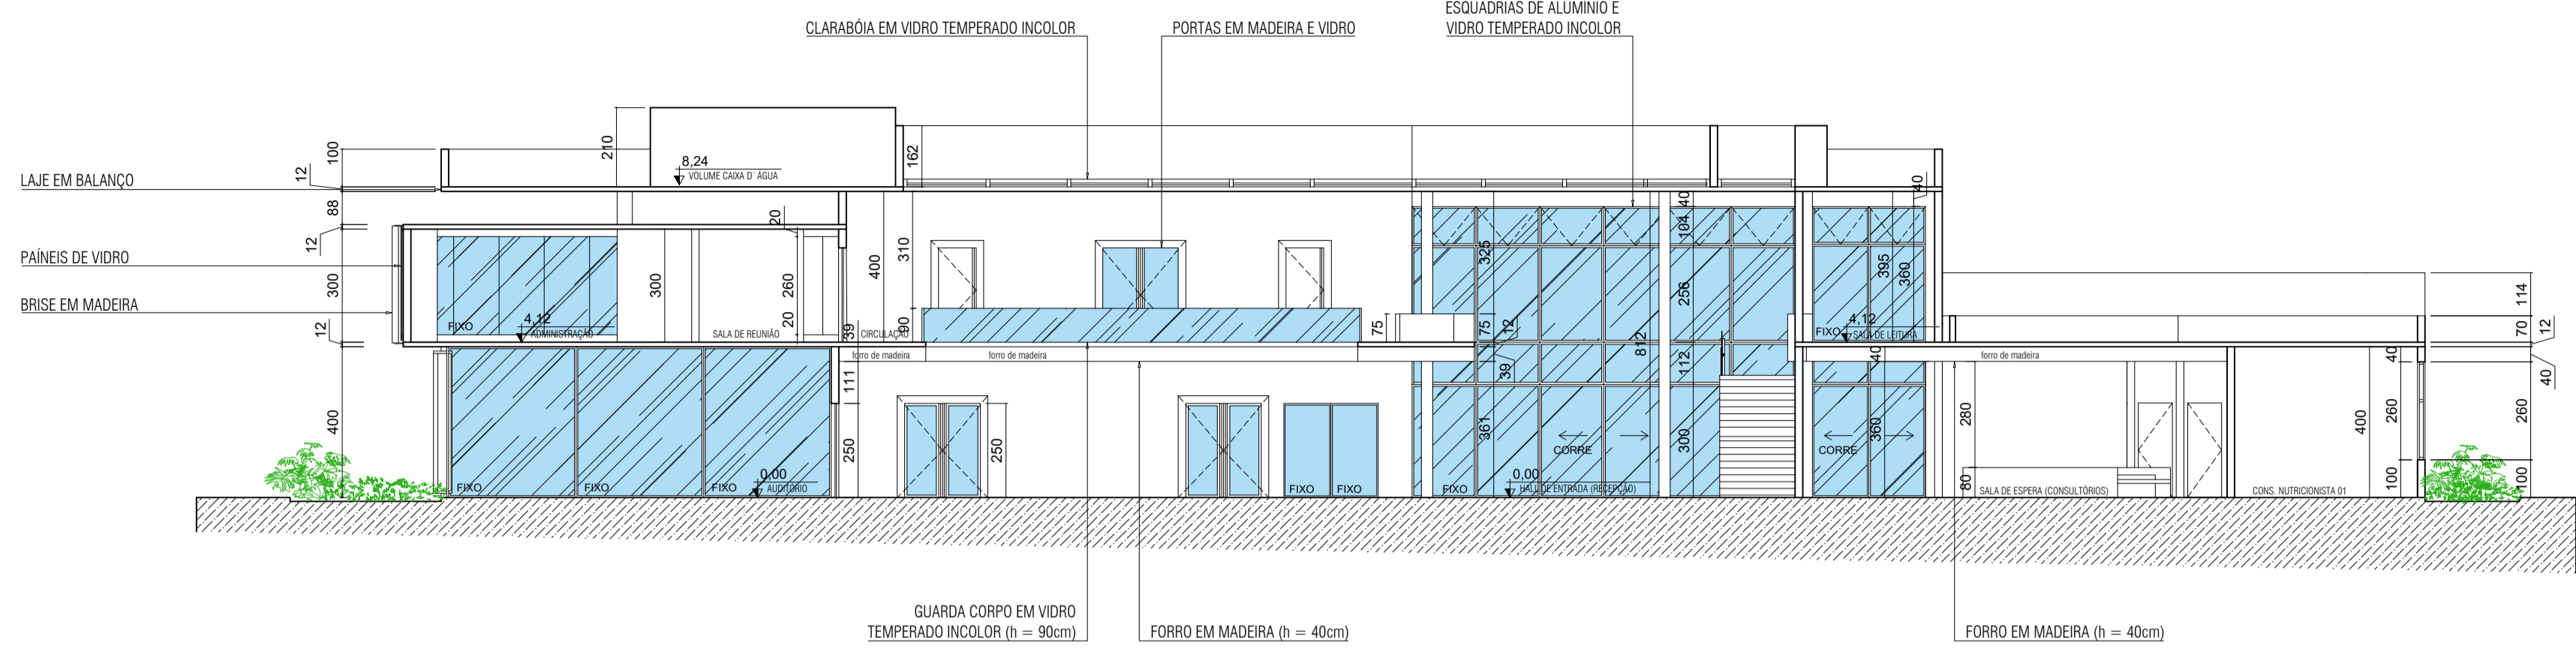 ESQUADRIAS DE ALUMÍNIO E
CLARABÓIA EM VIDRO TEMPERADO INCOLOR
PORTAS EM MADEIRA E VIDRO
VIDRO TEMPERADO INCOLOR
100
12
210
8,24
VOLUME CAIXA D`ÁGUA
162
LAJE EM BALANÇO
88
12
20
40
104
325
40
PAÍNEIS DE VIDRO
300
300
260
400
310
256
395
360
BRISE EM MADEIRA
12
FIXO
4,12
ADMINISTRAÇÃO
SALA DE REUNIÃO
20
39
CIRCULAÇÃO
90
75
75
12
812
FIXO
4,12
SALA DE LEITURA
114
70
12
forro de madeira
forro de madeira
39
112
40
forro de madeira
40
40
400
111
250
250
361
300
CORRE
360
CORRE
280
400
260
260
FIXO
FIXO
FIXO
0,00
AUDITÓRIO
FIXO
FIXO
FIXO
0,00
HALL DE ENTRADA (RECEPÇÃO)
80
SALA DE ESPERA (CONSULTÓRIOS)
CONS. NUTRICIONISTA 01
100
100
GUARDA CORPO EM VIDRO
TEMPERADO INCOLOR (h = 90cm)
FORRO EM MADEIRA (h = 40cm)
FORRO EM MADEIRA (h = 40cm)